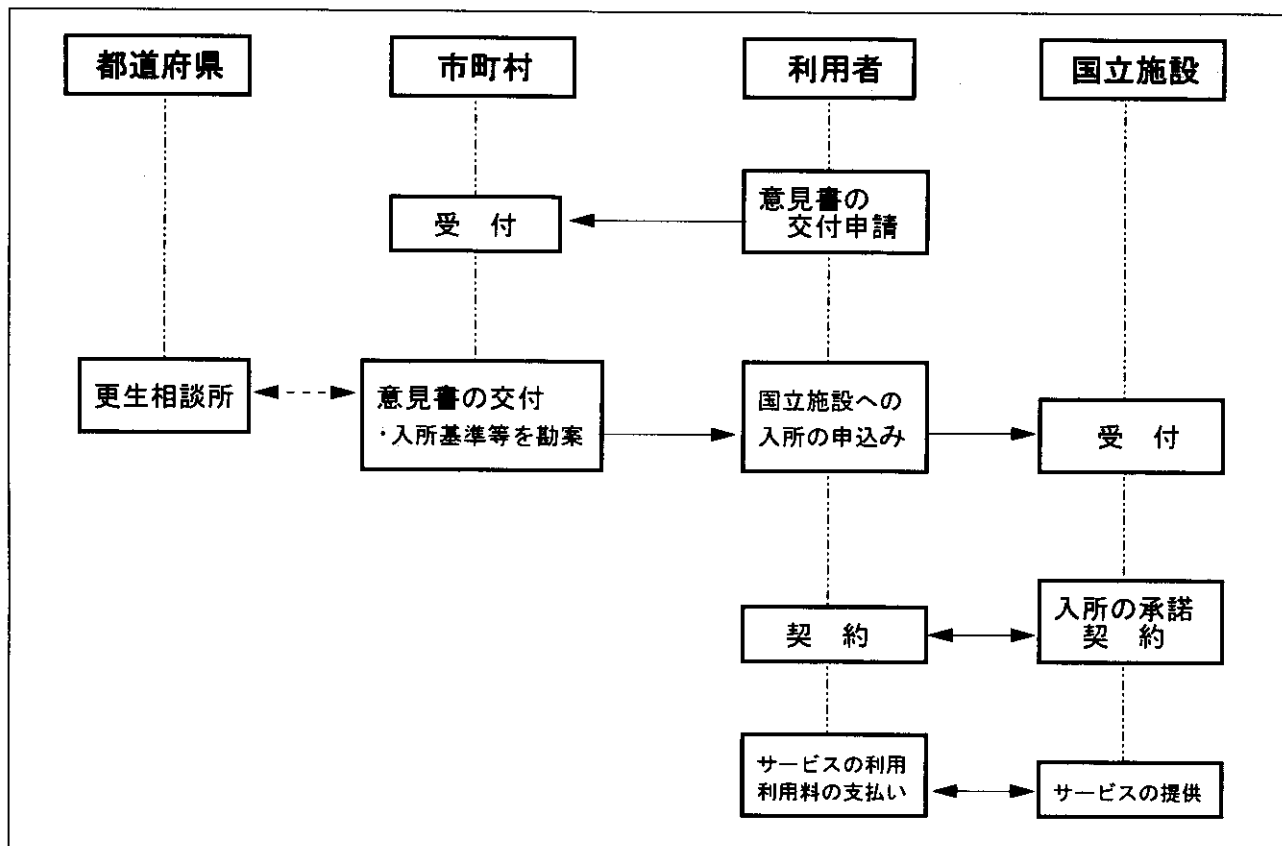 都道府県
市町村
利用者
国立施設
意見書の
交付申請
受　付
更生相談所
意見書の交付
・入所基準等を勘案
国立施設への
入所の申込み
受　付
契　約
入所の承諾
契　約
サービスの利用
利用料の支払い
サービスの提供